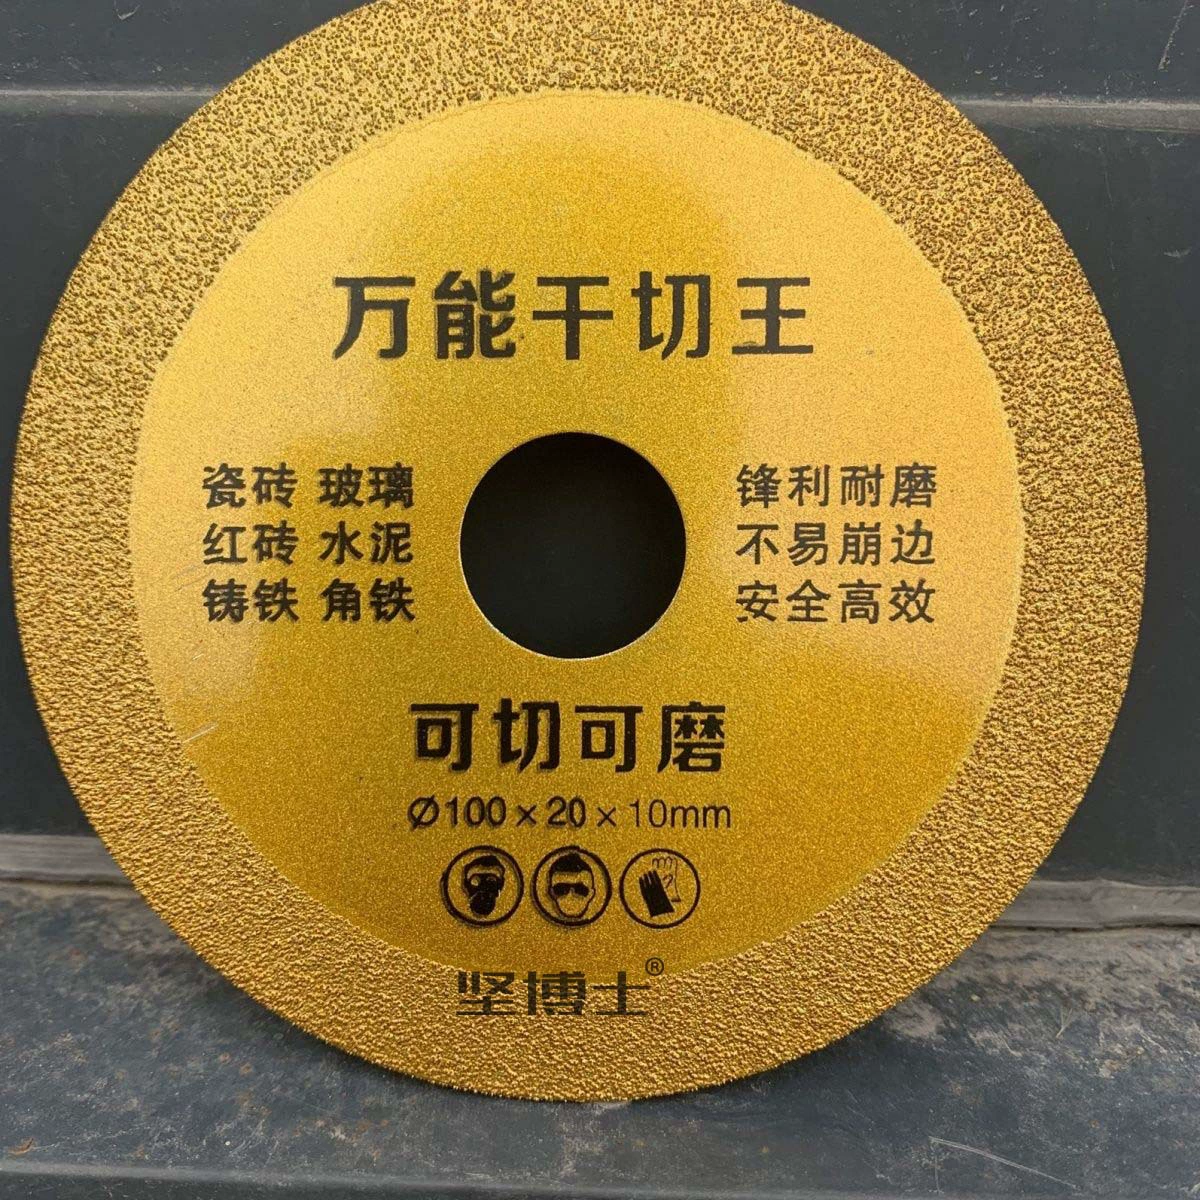 万能干切王
瓷砖 玻璃
红砖 水泥
铸铁 角铁
锋利耐磨
不易崩边
安全高效
可切可磨
Ø100×20×10mm
坚博士®